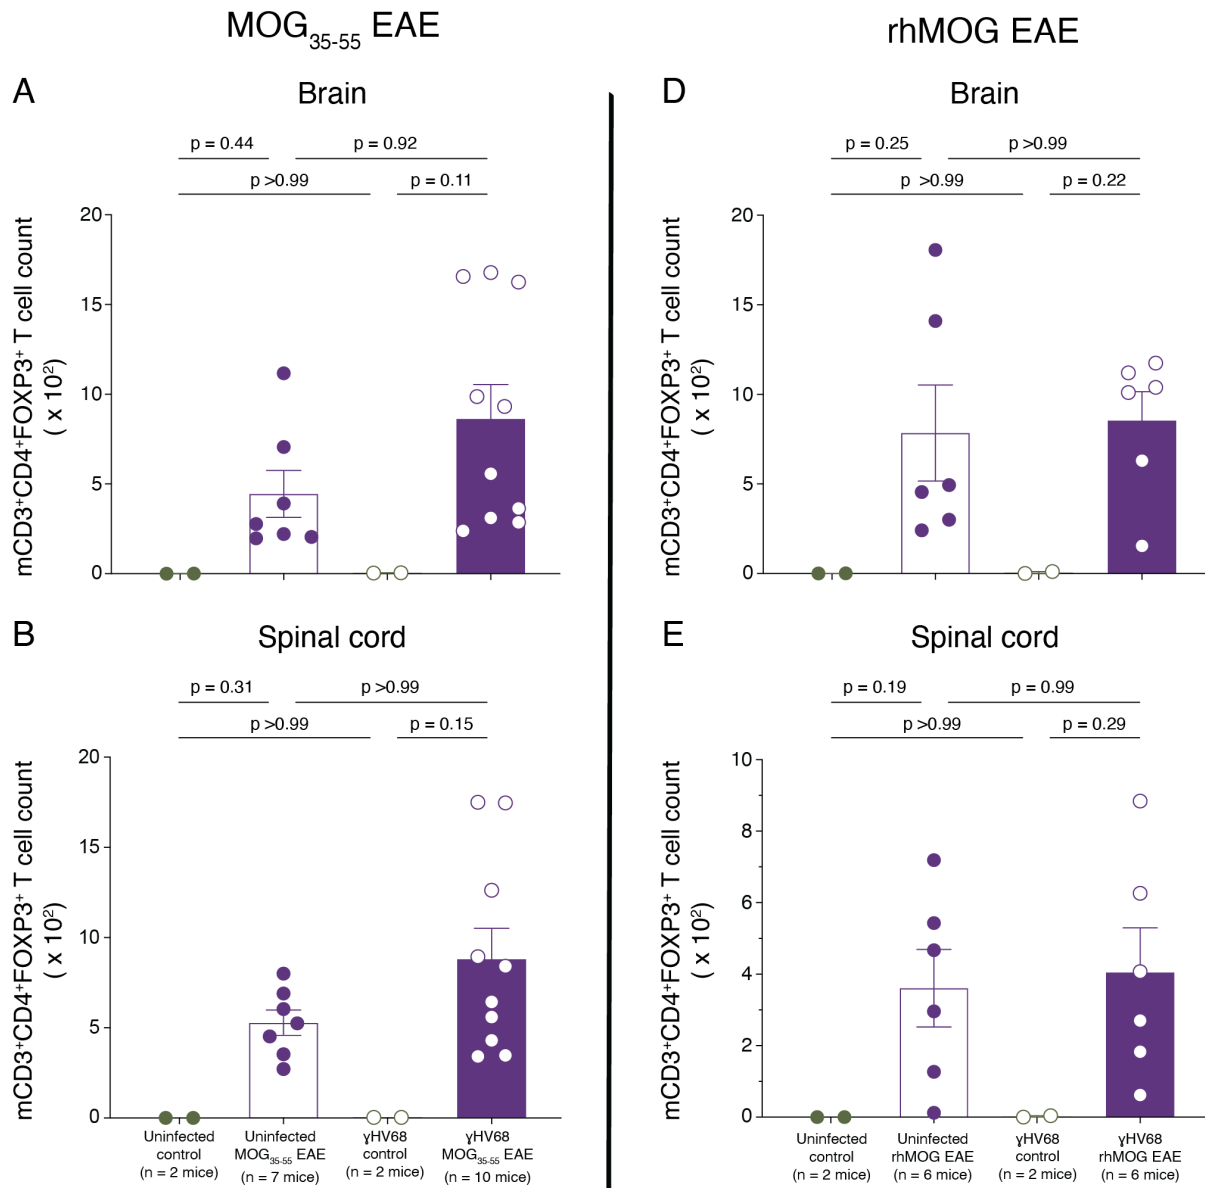 MOG35-55 EAE
rhMOG EAE
A
Brain
p = 0.44
p = 0.92
p >0.99
p = 0.11
mCD3⁺CD4⁺FOXP3⁺ T cell count
( x 10²)
20
15
10
5
0
D
Brain
p = 0.25
p >0.99
p >0.99
p = 0.22
mCD3⁺CD4⁺FOXP3⁺ T cell count
( x 10²)
20
15
10
5
0
B
Spinal cord
p = 0.31
p >0.99
p >0.99
p = 0.15
mCD3⁺CD4⁺FOXP3⁺ T cell count
( x 10²)
20
15
10
5
0
Uninfected
control
(n = 2 mice)
Uninfected
MOG35-55 EAE
(n = 7 mice)
ɣHV68
control
(n = 2 mice)
ɣHV68
MOG35-55 EAE
(n = 10 mice)
E
Spinal cord
p = 0.19
p = 0.99
p >0.99
p = 0.29
mCD3⁺CD4⁺FOXP3⁺ T cell count
( x 10²)
10
8
6
4
2
0
Uninfected
control
(n = 2 mice)
Uninfected
rhMOG EAE
(n = 6 mice)
ɣHV68
control
(n = 2 mice)
ɣHV68
rhMOG EAE
(n = 6 mice)